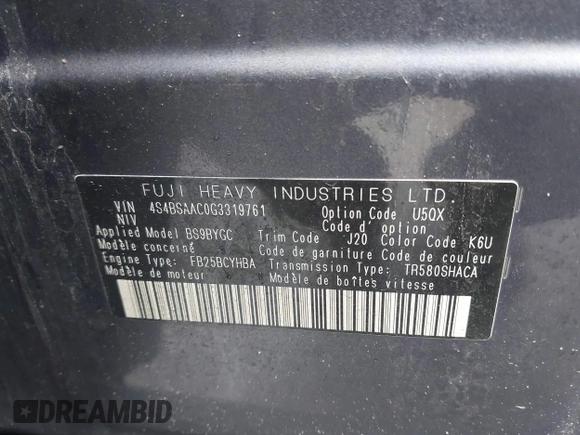 FUJI HEAVY INDUSTRIES LTD.
VIN 4S4BSAAC0G3319761 Option Code U5QX
NIV Code d' option
Applied Model BS9BYGC Trim Code J20 Color Code K6U
Modèle concerné Code de garniture Code de couleur
Engine Type: FB25BCYHBA Transmission Type: TR580SHACA
Modèle de moteur Modèle de boîtes vitesse
DREAMBID